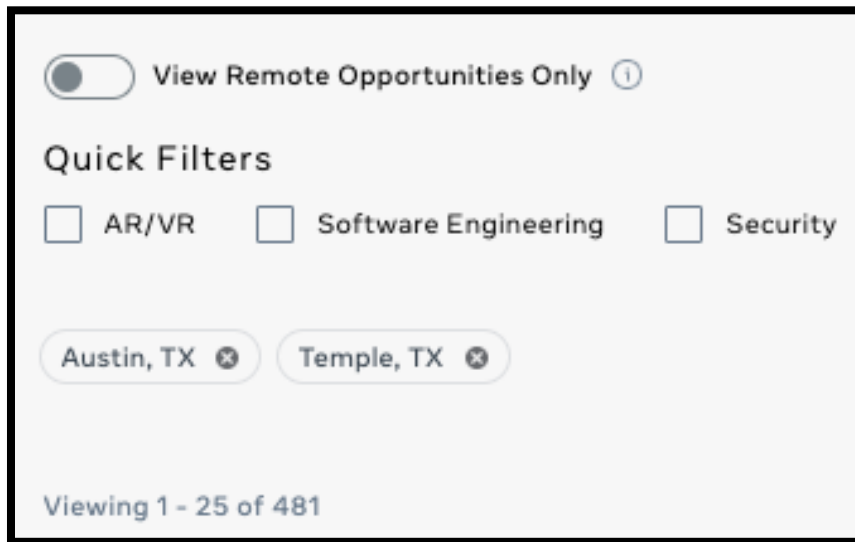 View Remote Opportunities Only
Quick Filters
AR/VR Software Engineering Security
Austin, TX Temple, TX
Viewing 1 - 25 of 481